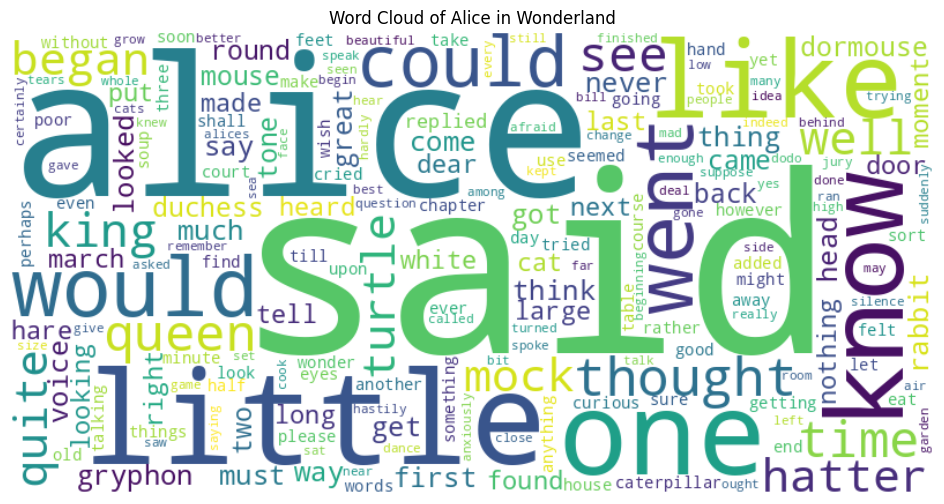 Word Cloud of Alice in Wonderland
without grow soon better feet beautiful take every still finished hand low yet dormouse
began cats whole three round speak seen could see many
tears mouse make begin never took people idea trying moments
certainly put made hear replied afraid bill going last behind
alice like
poor knew shall say tone face wish great cried hardly come dear change seemed went mad thing well
looked soup alices court use kept enough came dodo jury door
gave sea best among suppose deal yes done ran suddenly
even duchess heard question chapter got next back gone however high head
perhaps king much till upon white day tried course side added sort
march remember find turtle cat far think beginning might may know
asked said
would tell ever called large table away really silence rabbit
hare give queen turned rather nothing felt
size minute set wonder spoke bit good room let
quite voice looking right look eyes cook another something mock talk thought air
little one
talking game half two long hastily get curious sure getting eat
things saying please anxiously anything left time garden
old saw sat dance close end
gryphon must way near words first found house caterpillar ought hatter
indeed